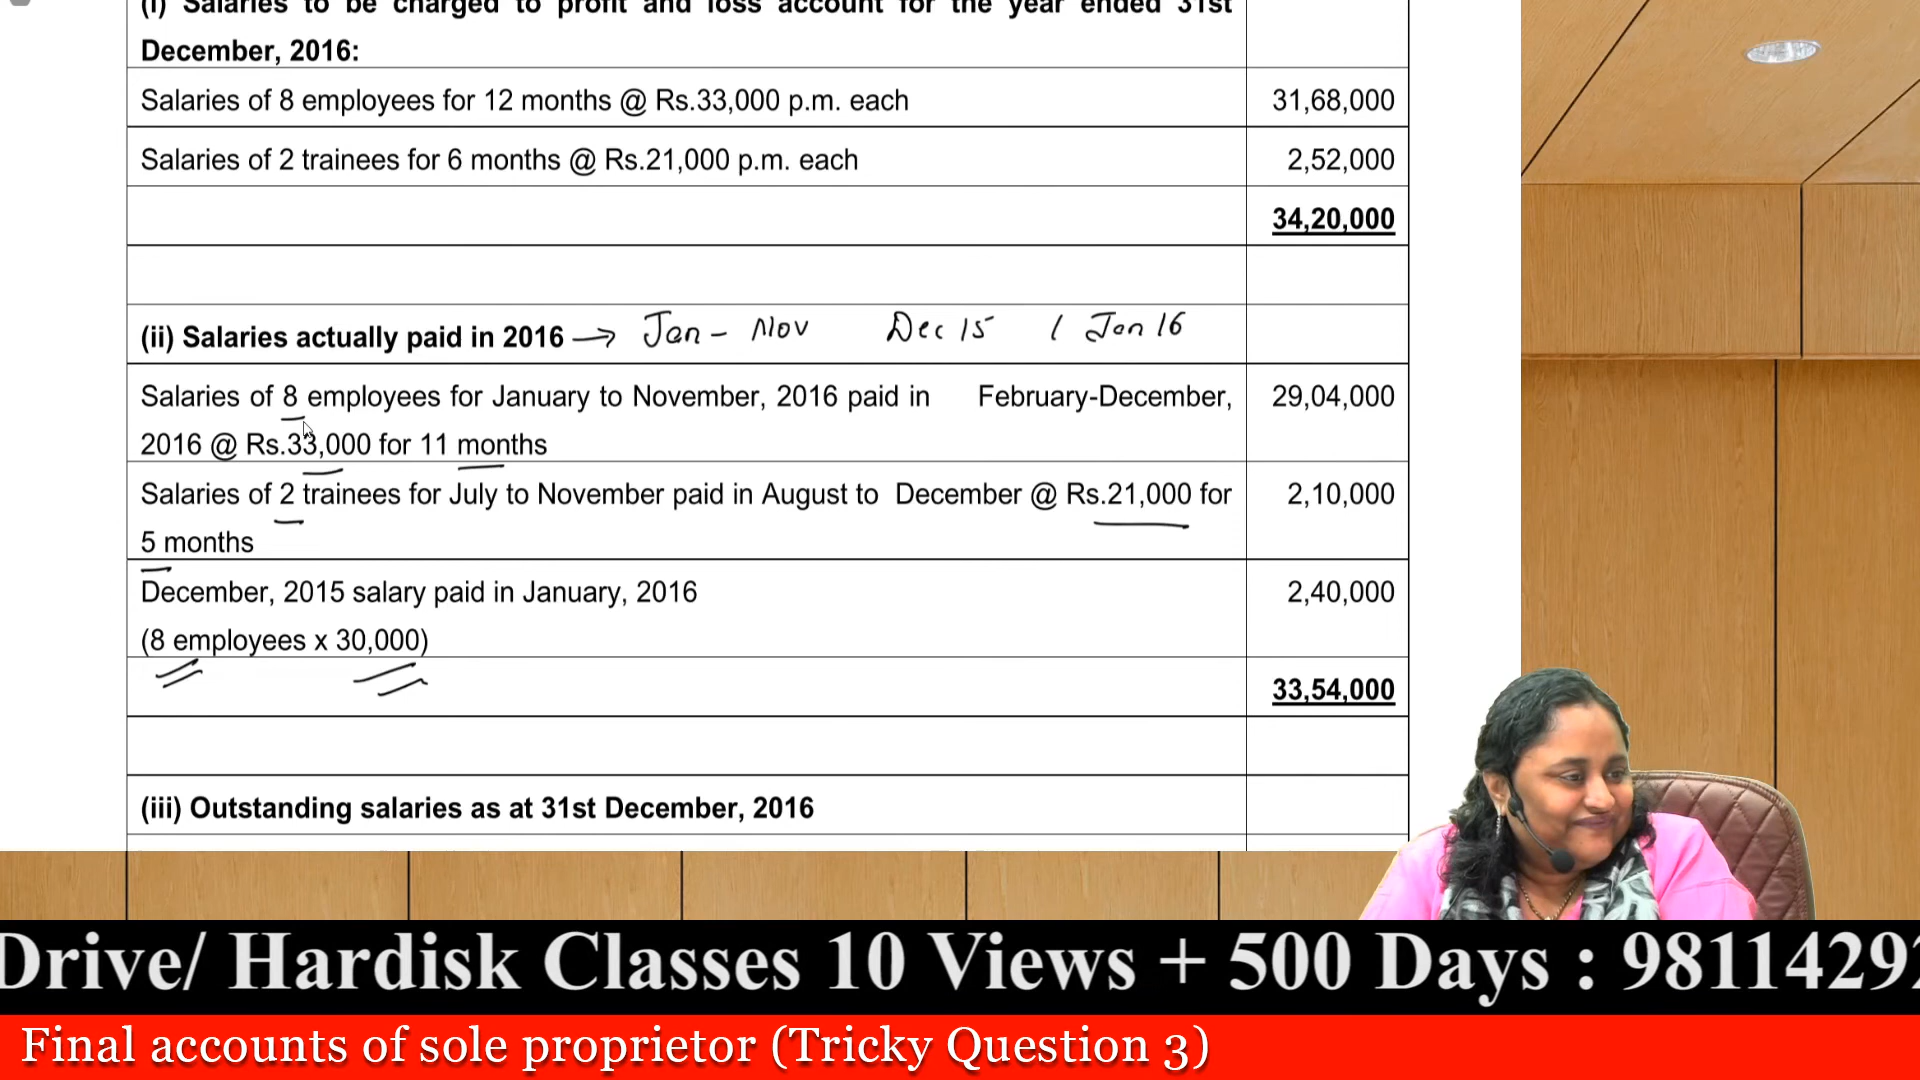 (i) Salaries to be charged to profit and loss account for the year ended 31st
December, 2016:
Salaries of 8 employees for 12 months @ Rs.33,000 p.m. each 31,68,000
Salaries of 2 trainees for 6 months @ Rs.21,000 p.m. each 2,52,000
34,20,000
(ii) Salaries actually paid in 2016 → Jan - Nov Dec 15 ( Jan 16
Salaries of 8 employees for January to November, 2016 paid in February-December, 29,04,000
2016 @ Rs.33,000 for 11 months
Salaries of 2 trainees for July to November paid in August to December @ Rs.21,000 for 2,10,000
5 months
December, 2015 salary paid in January, 2016 2,40,000
(8 employees x 30,000)
33,54,000
(iii) Outstanding salaries as at 31st December, 2016
Drive/ Hardisk Classes 10 Views + 500 Days : 9811429
Final accounts of sole proprietor (Tricky Question 3)